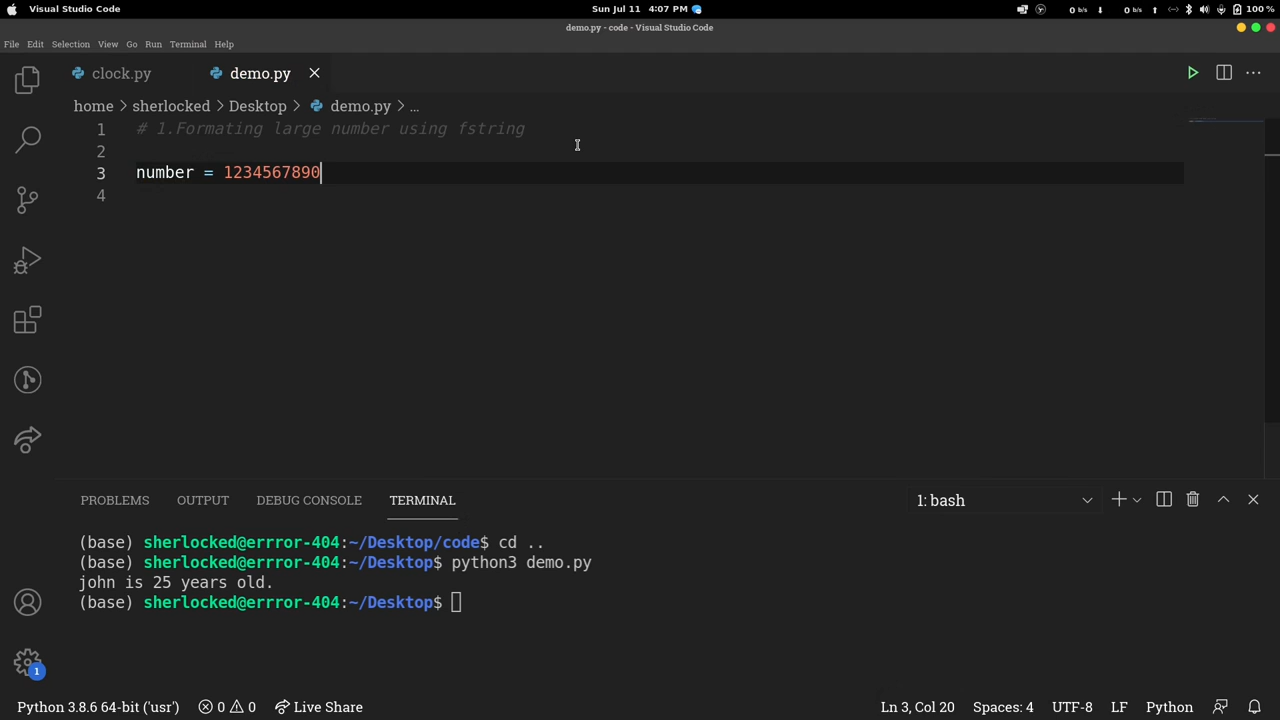 Visual Studio Code Sun Jul 11 4:07 PM 0 b/s 0 b/s 100 %
demo.py - code - Visual Studio Code
File Edit Selection View Go Run Terminal Help
clock.py demo.py
home > sherlocked > Desktop > demo.py > ...
1 # 1.Formating large number using fstring
2
3 number = 1234567890
4
PROBLEMS OUTPUT DEBUG CONSOLE TERMINAL 1: bash
(base) sherlocked@errror-404:~/Desktop/code$ cd ..
(base) sherlocked@errror-404:~/Desktop$ python3 demo.py
john is 25 years old.
(base) sherlocked@errror-404:~/Desktop$
1
Python 3.8.6 64-bit ('usr') 0 0 Live Share Ln 3, Col 20 Spaces: 4 UTF-8 LF Python